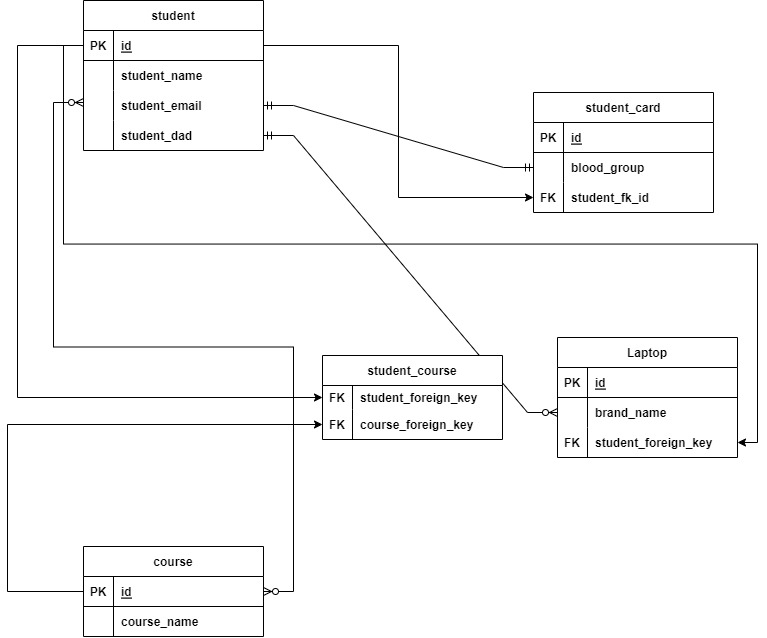 student
PK id
student_name
student_email
student_dad
student_card
PK id
blood_group
FK student_fk_id
student_course
FK student_foreign_key
FK course_foreign_key
Laptop
PK id
brand_name
FK student_foreign_key
course
PK id
course_name